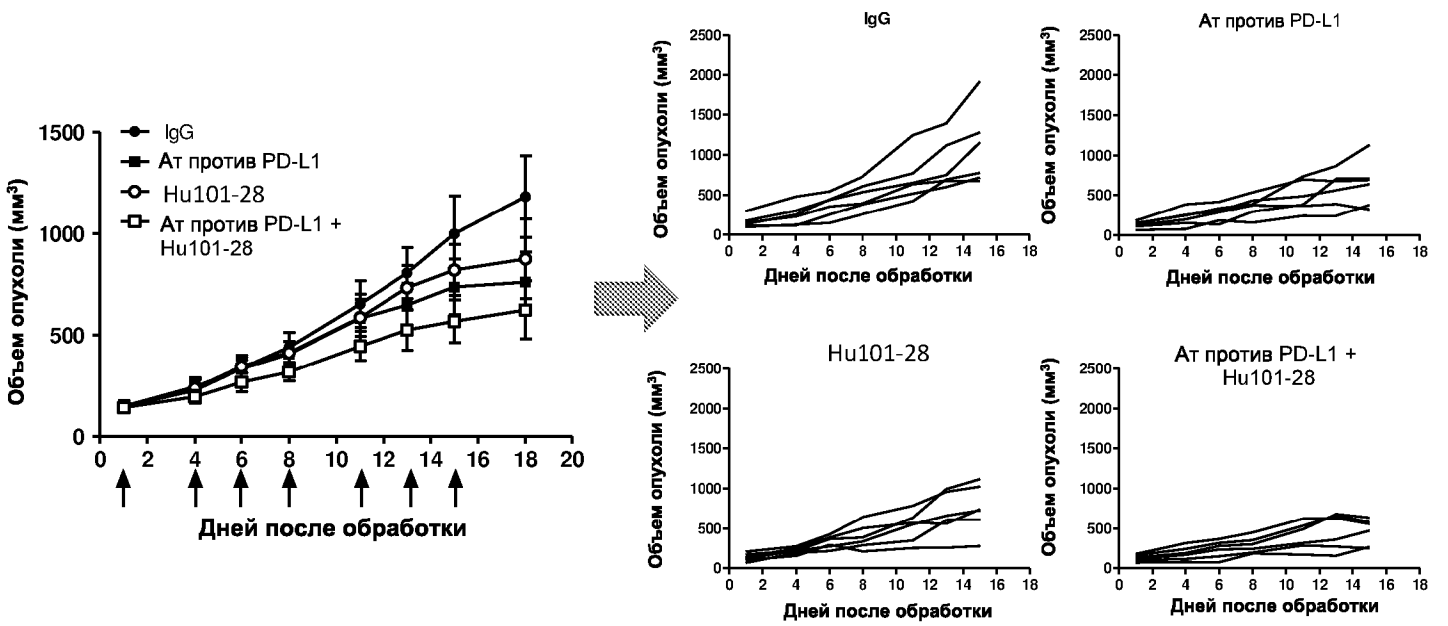 Объем опухоли (мм³)
1500
1000
500
0
IgG
Ат против PD-L1
Hu101-28
Ат против PD-L1 +
Hu101-28
0 2 4 6 8 10 12 14 16 18 20
Дней после обработки
IgG
Объем опухоли (мм³)
2500
2000
1500
1000
500
0
0 2 4 6 8 10 12 14 16 18
Дней после обработки
Ат против PD-L1
Объем опухоли (мм³)
2500
2000
1500
1000
500
0
0 2 4 6 8 10 12 14 16 18
Дней после обработки
Hu101-28
Объем опухоли (мм³)
2500
2000
1500
1000
500
0
0 2 4 6 8 10 12 14 16 18
Дней после обработки
Ат против PD-L1 +
Hu101-28
Объем опухоли (мм³)
2500
2000
1500
1000
500
0
0 2 4 6 8 10 12 14 16 18
Дней после обработки